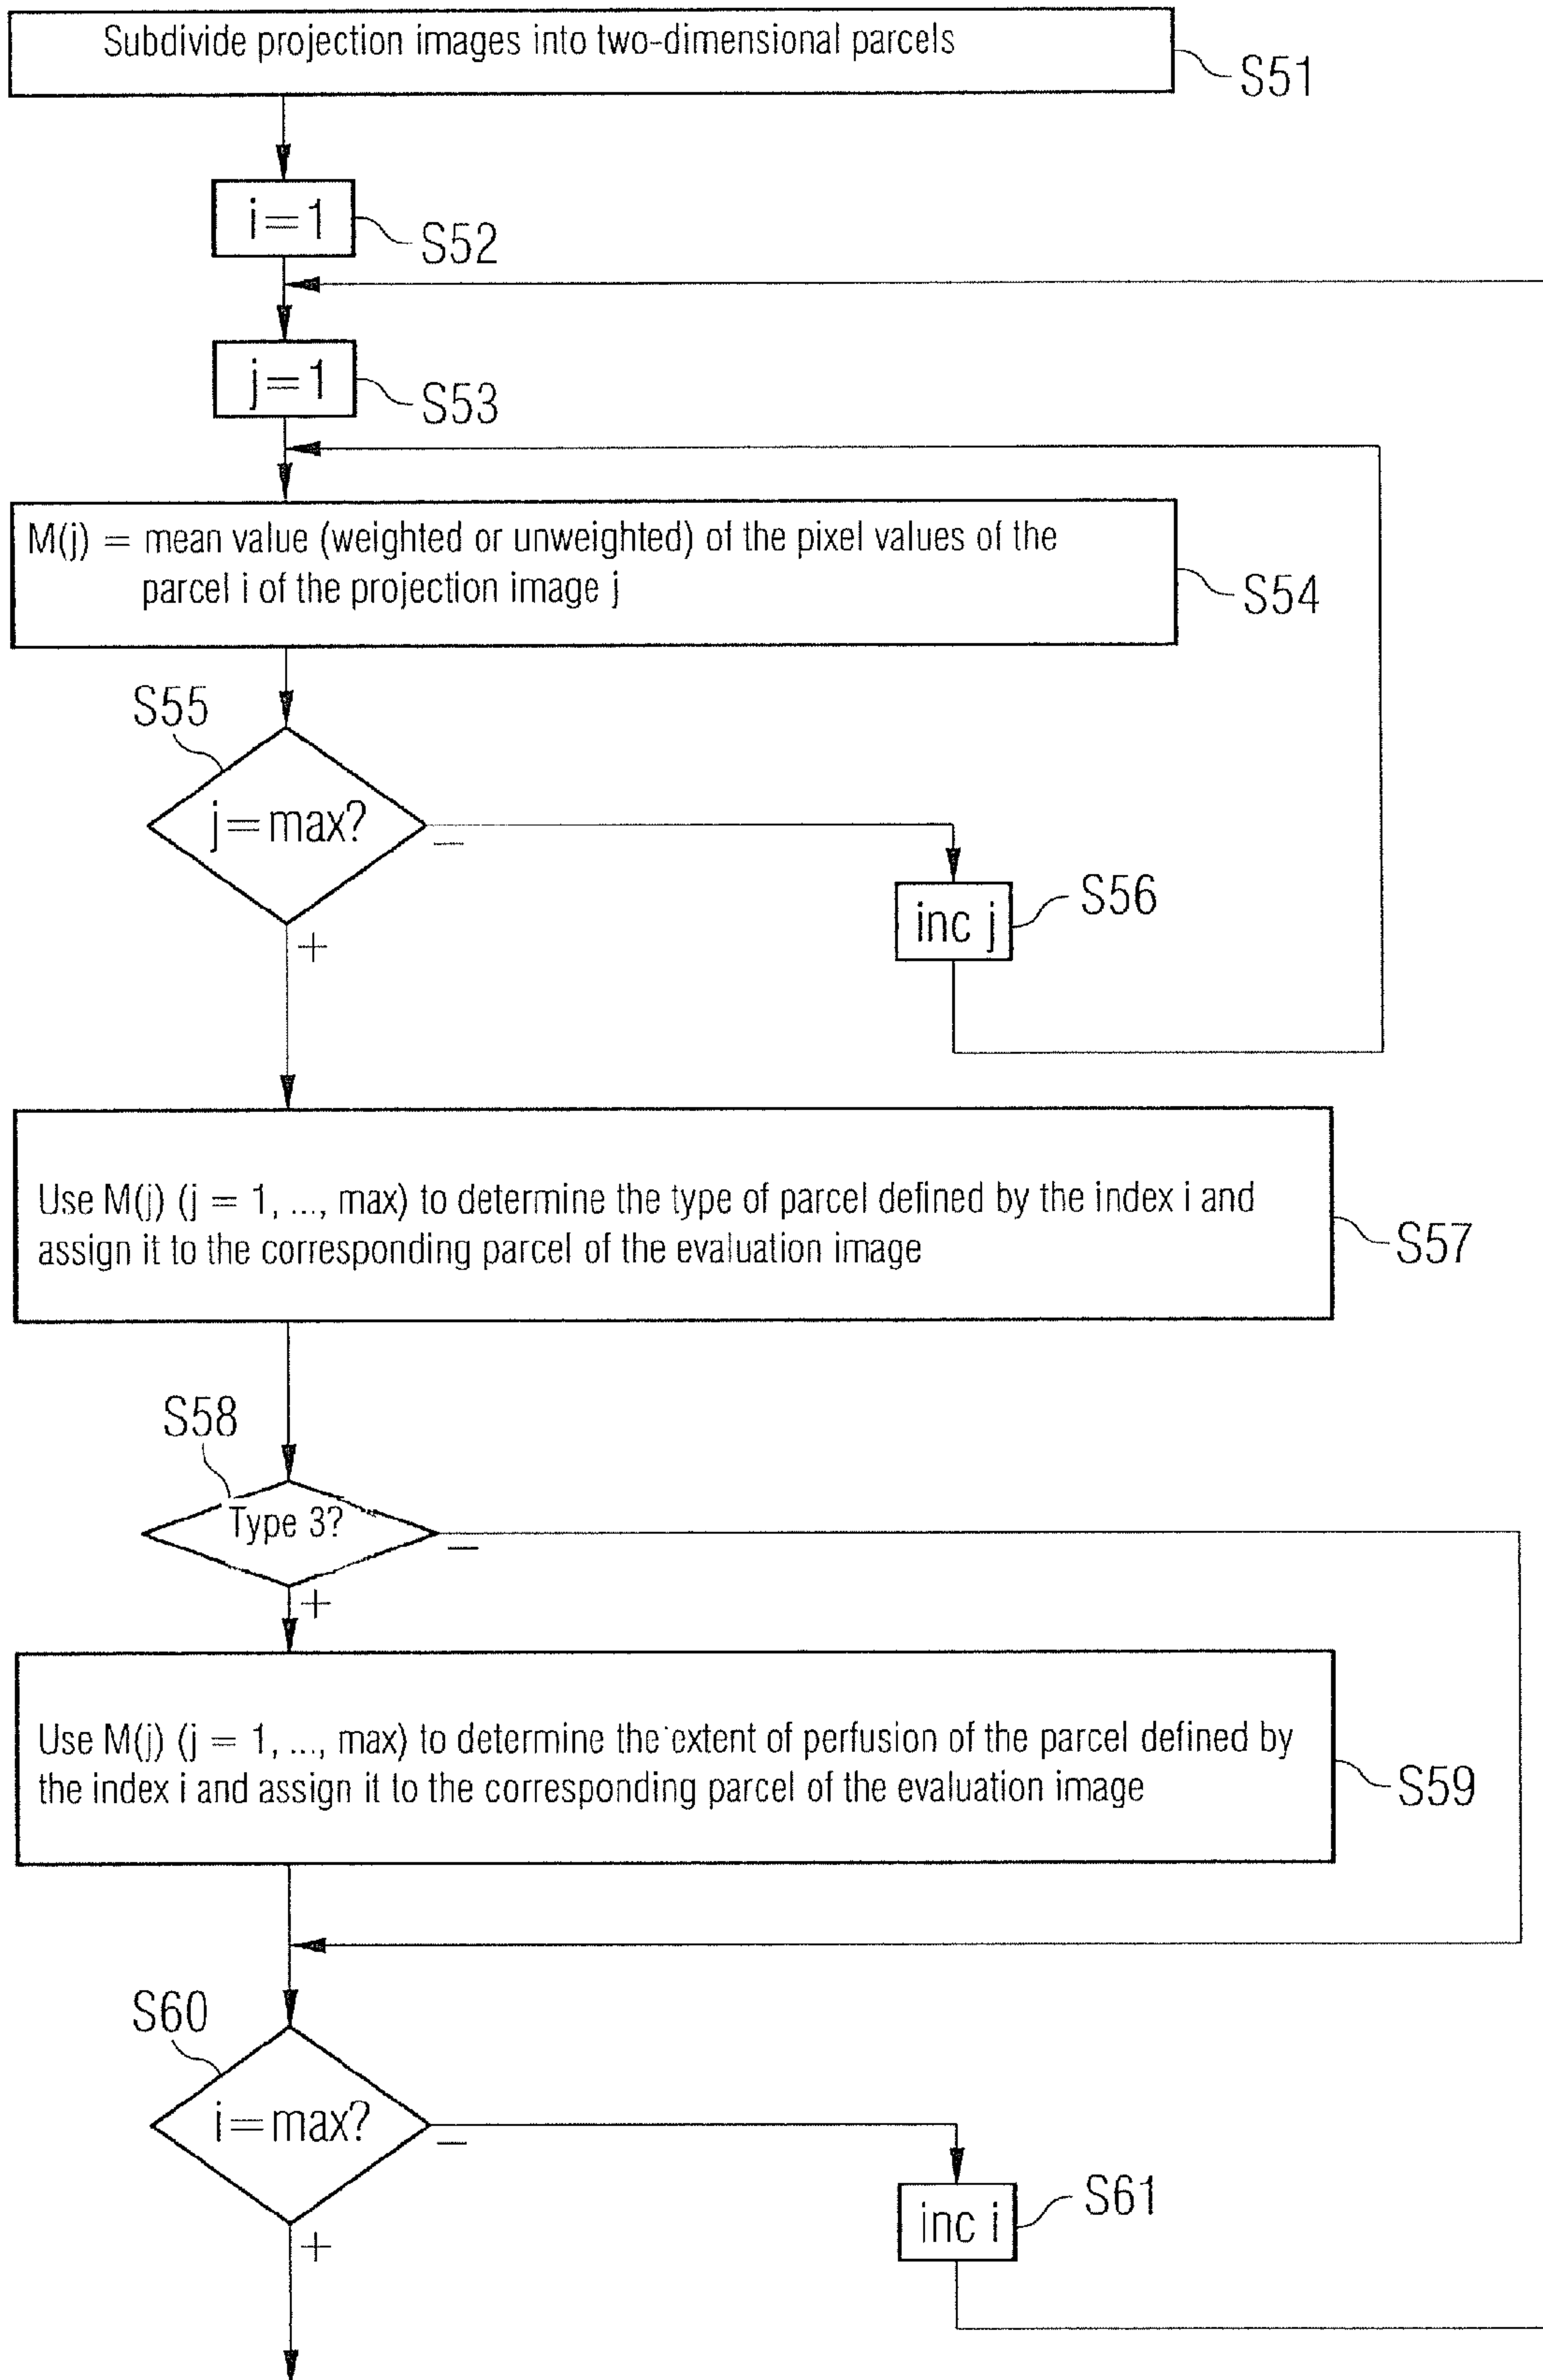 Subdivide projection images into two-dimensional parcels
S51
i=1
S52
j=1
S53
M(j) = mean value (weighted or unweighted) of the pixel values of the
parcel i of the projection image j
S54
S55
j=max?
−
+
inc j
S56
Use M(j) (j = 1, ..., max) to determine the type of parcel defined by the index i and
assign it to the corresponding parcel of the evaluation image
S57
S58
Type 3?
−
+
Use M(j) (j = 1, ..., max) to determine the extent of perfusion of the parcel defined by
the index i and assign it to the corresponding parcel of the evaluation image
S59
S60
i=max?
−
+
inc i
S61